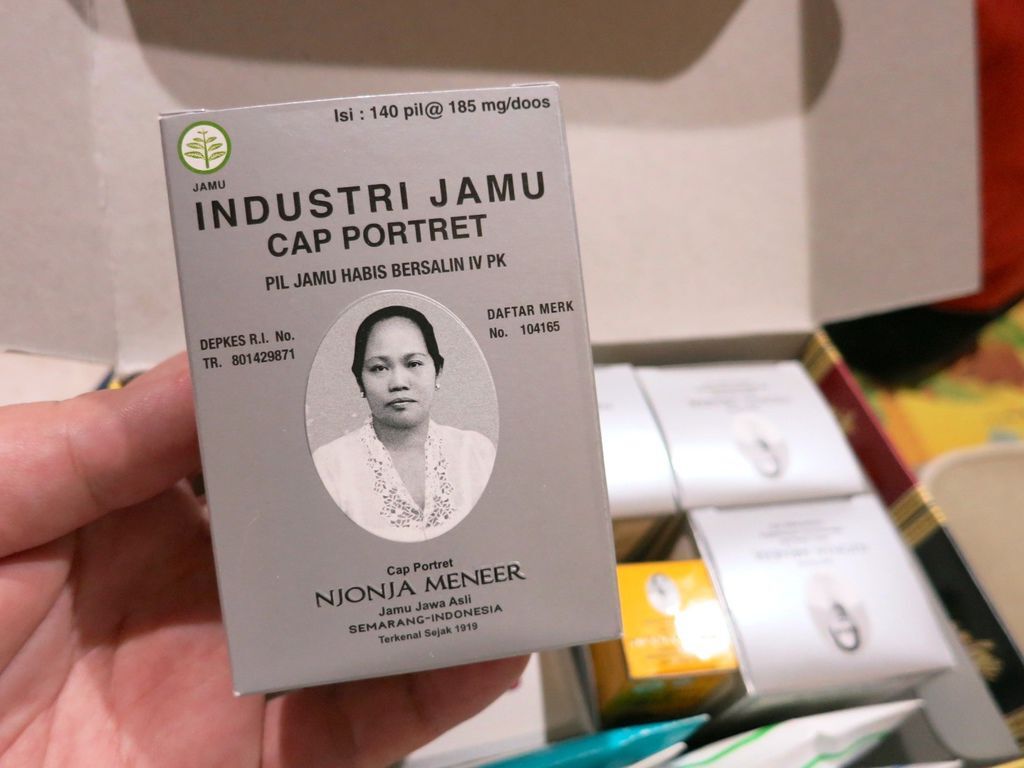 Isi : 140 pil@ 185 mg/doos
JAMU
INDUSTRI JAMU
CAP PORTRET
PIL JAMU HABIS BERSALIN IV PK
DEPKES R.I. No.
TR. 801429871
DAFTAR MERK
No. 104165
Cap Portret
NJONJA MENEER
Jamu Jawa Asli
SEMARANG-INDONESIA
Terkenal Sejak 1919